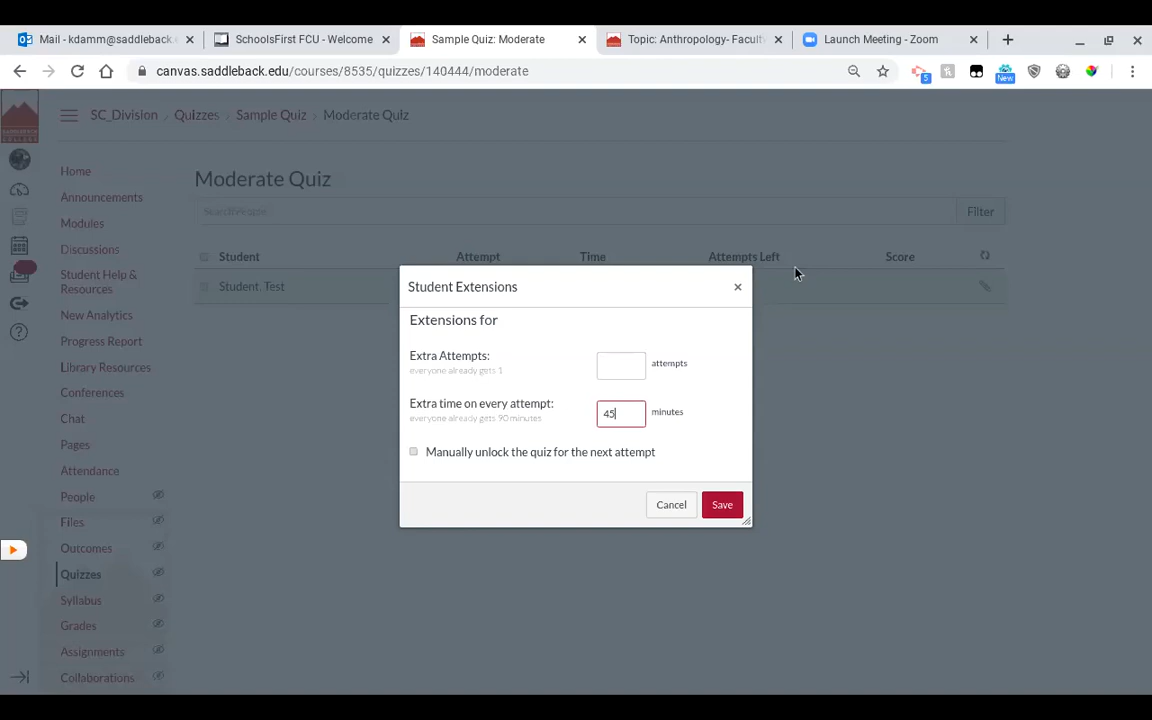 Mail - kdamm@saddleback.e
SchoolsFirst FCU - Welcome
Sample Quiz: Moderate
Topic: Anthropology- Facult
Launch Meeting - Zoom
canvas.saddleback.edu/courses/8535/quizzes/140444/moderate
5
New
SC_Division › Quizzes › Sample Quiz › Moderate Quiz
Home
Announcements
Modules
Discussions
Student Help &
Resources
New Analytics
Progress Report
Library Resources
Conferences
Chat
Pages
Attendance
People
Files
Outcomes
Quizzes
Syllabus
Grades
Assignments
Collaborations
Moderate Quiz
Search People
Filter
Student Attempt Time Attempts Left Score
Student, Test
Student Extensions ×
Extensions for
Extra Attempts:
everyone already gets 1
attempts
Extra time on every attempt:
everyone already gets 90 minutes
45
minutes
Manually unlock the quiz for the next attempt
Cancel
Save